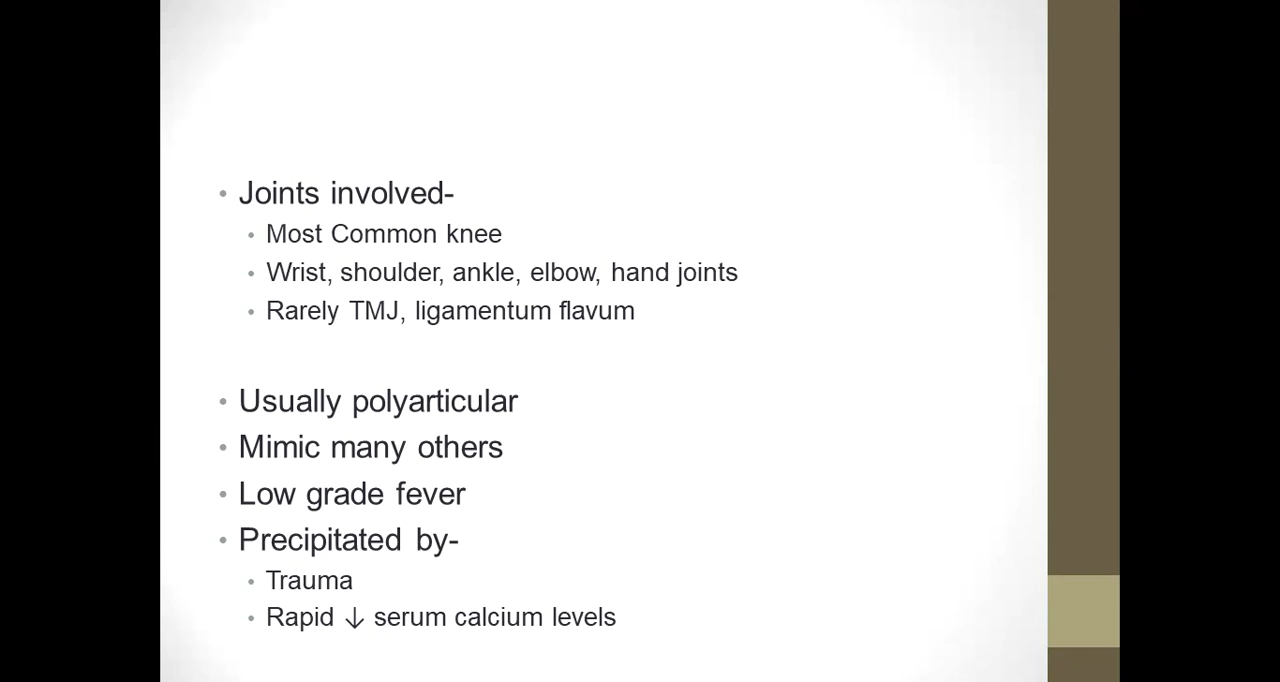 • Joints involved-
• Most Common knee
• Wrist, shoulder, ankle, elbow, hand joints
• Rarely TMJ, ligamentum flavum
• Usually polyarticular
• Mimic many others
• Low grade fever
• Precipitated by-
• Trauma
• Rapid ↓ serum calcium levels